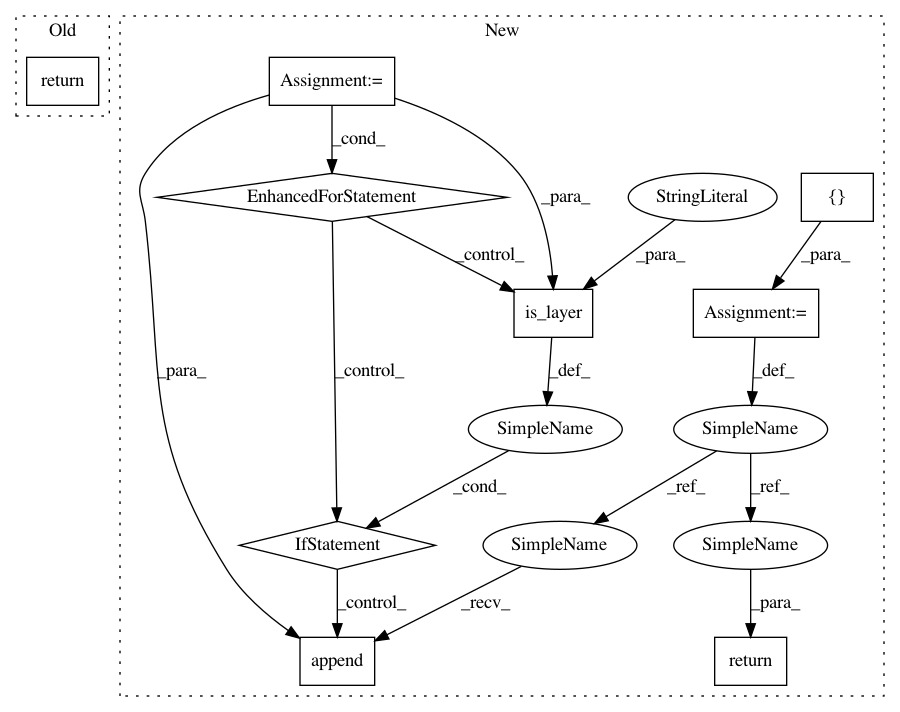 Old
New
return
Assignment:=
_cond_
EnhancedForStatement
StringLiteral
{}
_para_
_control_
_para_
_para_
is_layer
Assignment:=
_para_
_control_
_def_
_def_
SimpleName
SimpleName
_cond_
_ref_
_ref_
IfStatement
SimpleName
SimpleName
_control_
_recv_
_para_
append
return